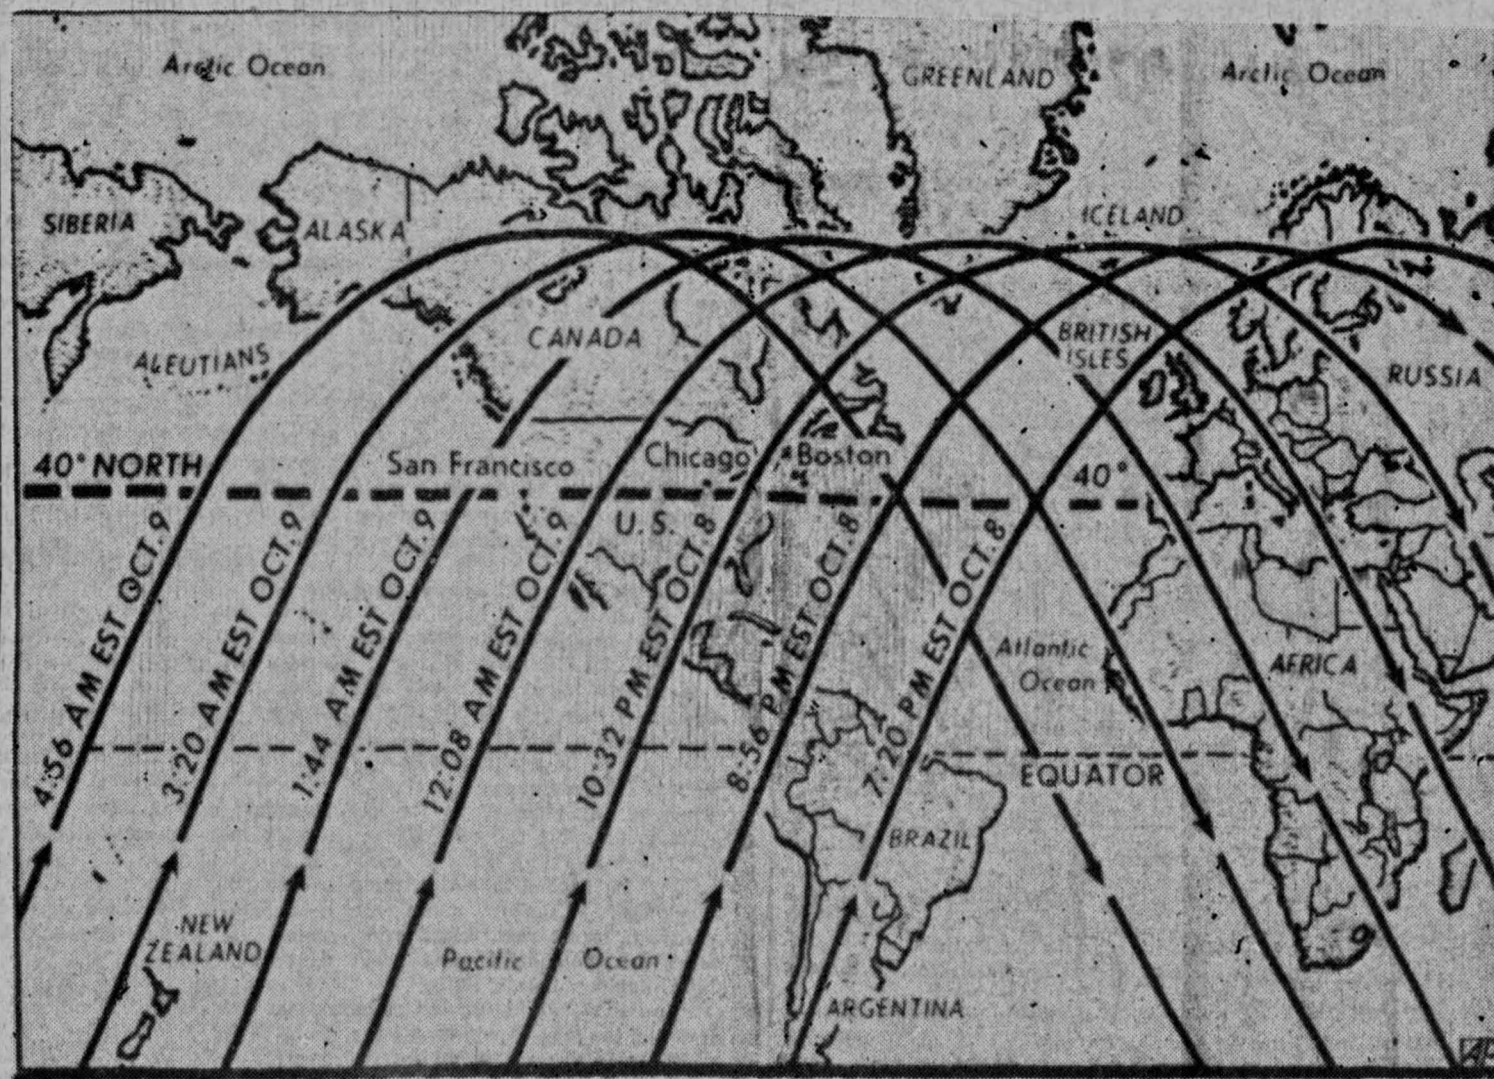 Arctic Ocean
GREENLAND
Arctic Ocean
SIBERIA
ALASKA
ICELAND
ALEUTIANS
CANADA
BRITISH
ISLES
RUSSIA
40° NORTH
San Francisco
Chicago
Boston
40°
U.S.
4:56 AM EST OCT. 9
3:20 AM EST OCT. 9
1:44 AM EST OCT. 9
12:08 AM EST OCT. 9
10:32 PM EST OCT. 8
8:56 PM EST OCT. 8
7:20 PM EST OCT. 8
Atlantic
Ocean
AFRICA
EQUATOR
BRAZIL
NEW
ZEALAND
Pacific Ocean
ARGENTINA